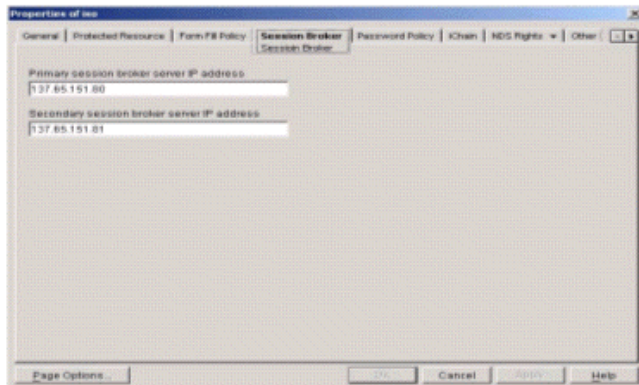 Properties of iso
General | Protected Resource | Form Fill Policy | Session Broker | Password Policy | iChain | NDS Rights | Other
Session Broker
Primary session broker server IP address
137.65.151.80
Secondary session broker server IP address
137.65.151.81
Page Options... OK Cancel Apply Help